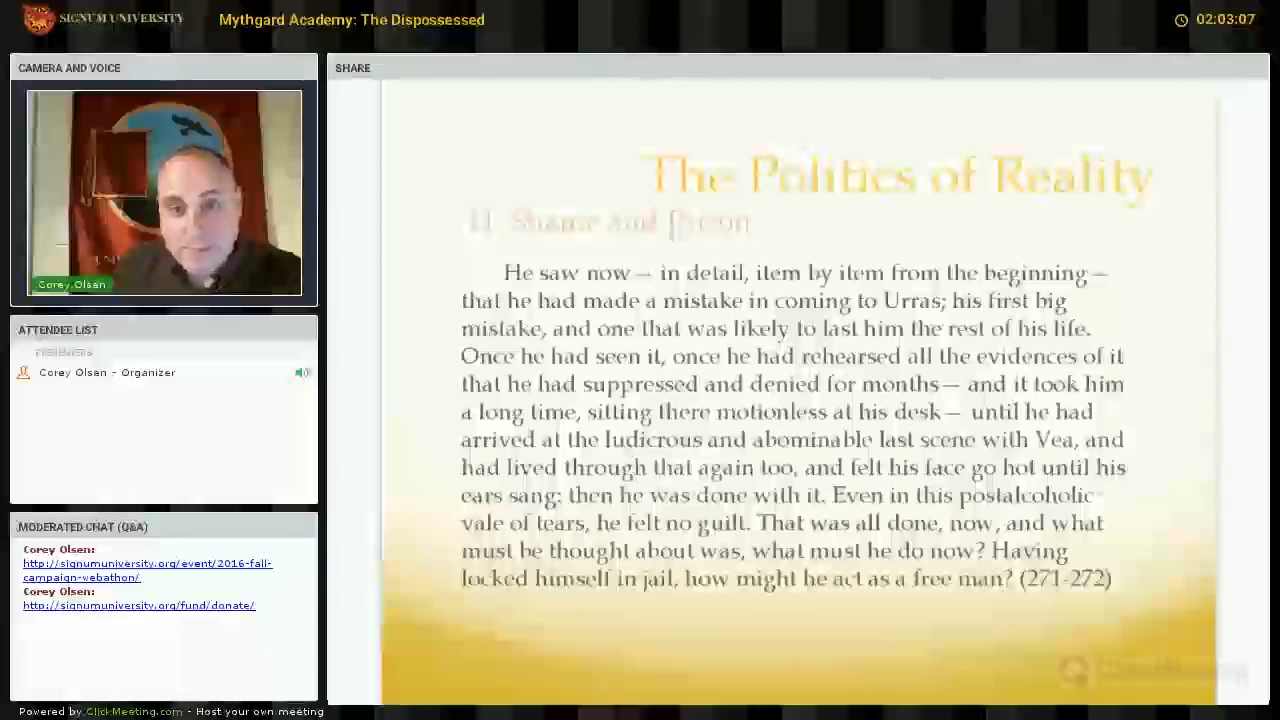 SIGNUM UNIVERSITY
Mythgard Academy: The Dispossessed
02:03:07
CAMERA AND VOICE
Corey Olsen
ATTENDEE LIST
PRESENTERS
Corey Olsen - Organizer
MODERATED CHAT (Q&A)
Corey Olsen:
http://signumuniversity.org/event/2016-fall-
campaign-webathon/
Corey Olsen:
http://signumuniversity.org/fund/donate/
Powered by ClickMeeting.com - Host your own meeting
SHARE
The Politics of Reality
Shame and
He saw now — in detail, item by item from the beginning —
that he had made a mistake in coming to Urras; his first big
mistake, and one that was likely to last him the rest of his life.
Once he had seen it, once he had rehearsed all the evidences of it
that he had suppressed and denied for months — and it took him
a long time, sitting there motionless at his desk — until he had
arrived at the ludicrous and abominable last scene with Vea, and
had lived through that again too, and felt his face go hot until his
ears sang: then he was done with it. Even in this postalcoholic
vale of tears, he felt no guilt. That was all done, now, and what
must be thought about was, what must he do now? Having
locked himself in jail, how might he act as a free man? (271-272)